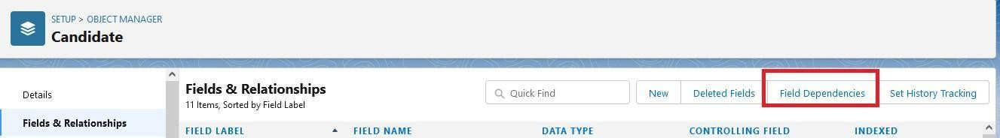 SETUP > OBJECT MANAGER
Candidate
Details
Fields & Relationships
Fields & Relationships
11 Items, Sorted by Field Label
Quick Find
New
Deleted Fields
Field Dependencies
Set History Tracking
FIELD LABEL
FIELD NAME
DATA TYPE
CONTROLLING FIELD
INDEXED